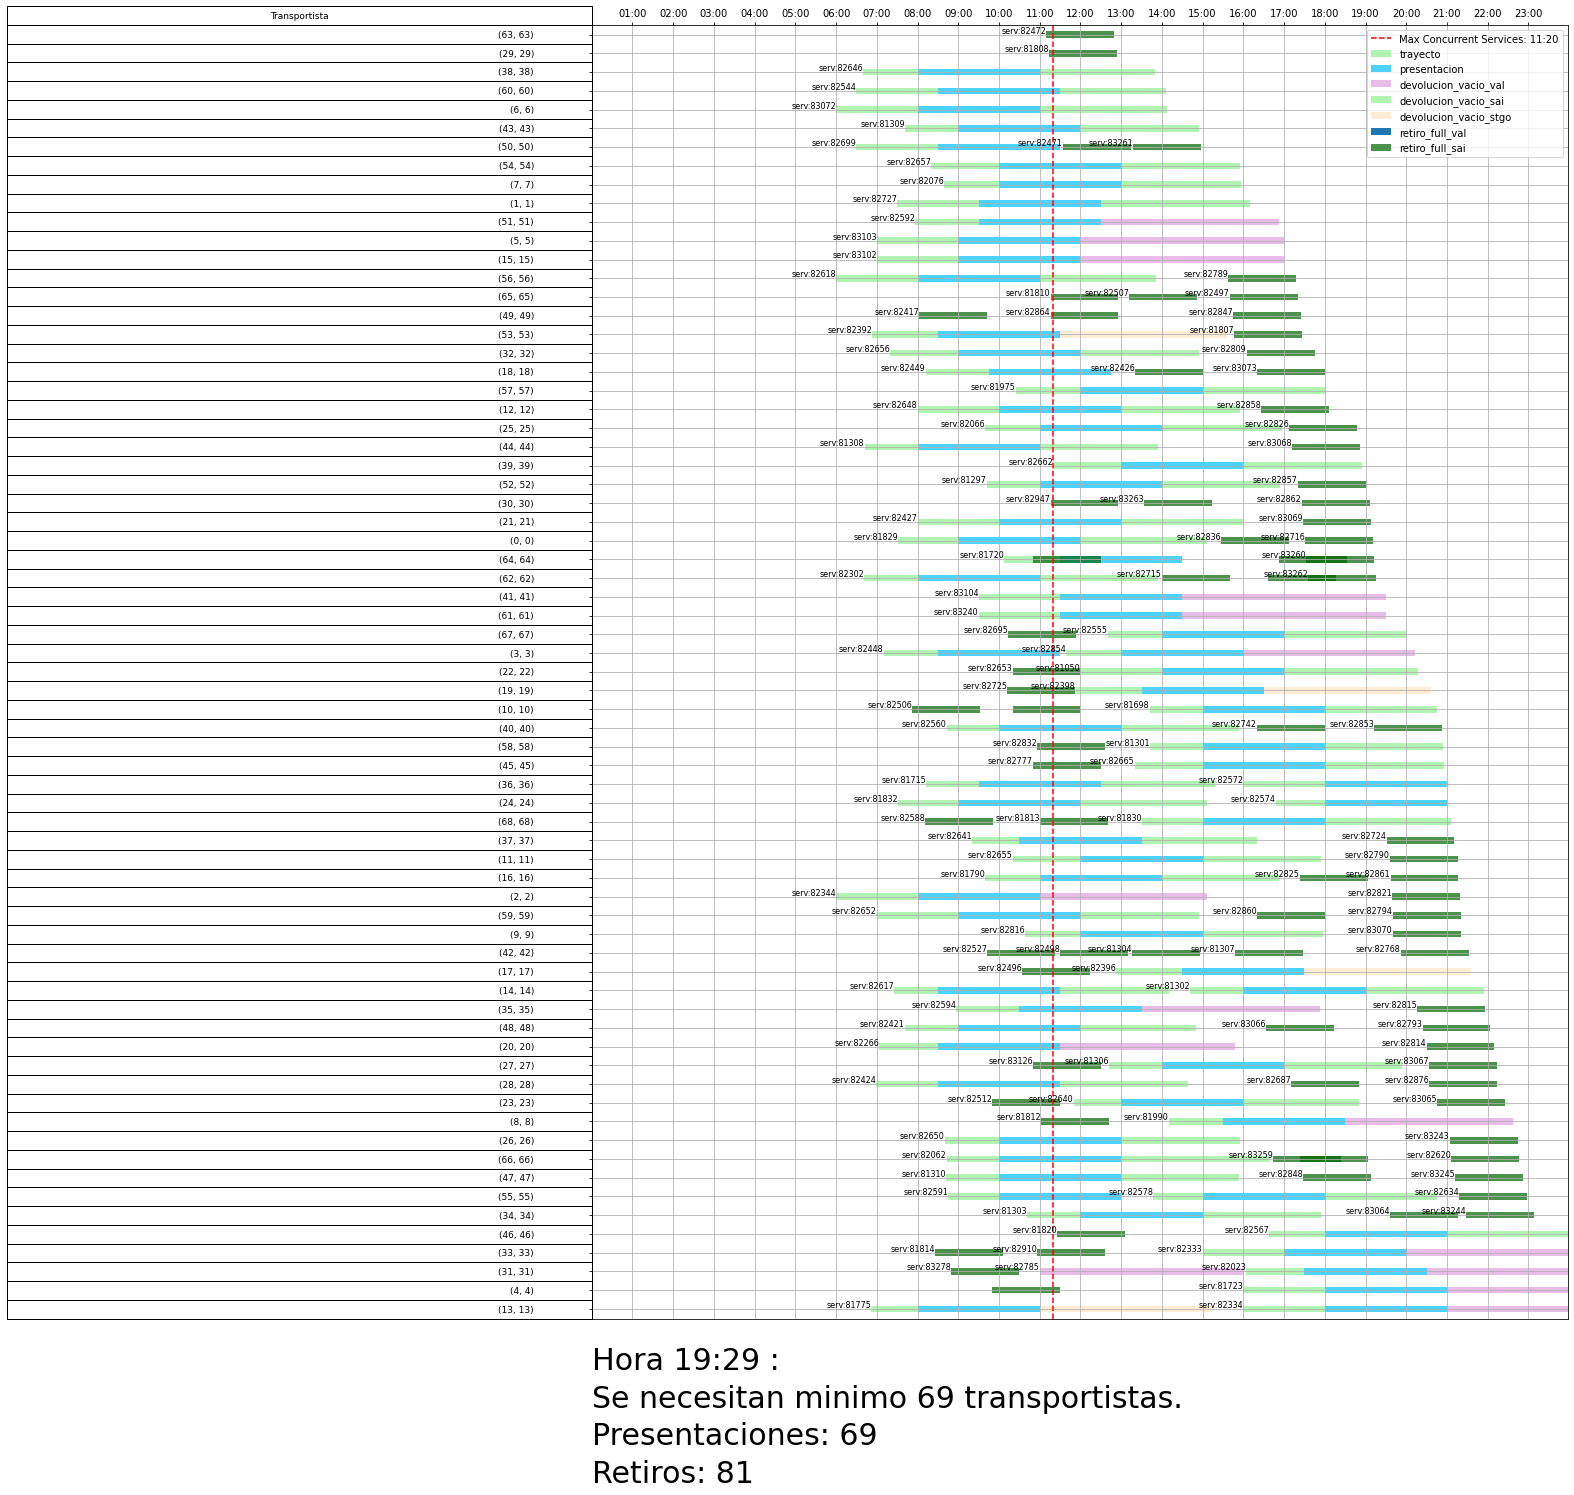 Transportista
01:00 02:00 03:00 04:00 05:00 06:00 07:00 08:00 09:00 10:00 11:00 12:00 13:00 14:00 15:00 16:00 17:00 18:00 19:00 20:00 21:00 22:00 23:00
Max Concurrent Services: 11:20
trayecto
presentacion
devolucion_vacio_val
devolucion_vacio_sai
devolucion_vacio_stgo
retiro_full_val
retiro_full_sai
(63, 63) serv:82472
(29, 29) serv:81808
(38, 38) serv:82646
(60, 60) serv:82544
(6, 6) serv:83072
(43, 43) serv:81309
(50, 50) serv:82699 serv:82471 serv:83261
(54, 54) serv:82657
(7, 7) serv:82076
(1, 1) serv:82727
(51, 51) serv:82592
(5, 5) serv:83103
(15, 15) serv:83102
(56, 56) serv:82618 serv:82789
(65, 65) serv:81810 serv:82507 serv:82497
(49, 49) serv:82417 serv:82864 serv:82847
(53, 53) serv:82392 serv:81807
(32, 32) serv:82656 serv:82809
(18, 18) serv:82449 serv:82426 serv:83073
(57, 57) serv:81975
(12, 12) serv:82648 serv:82858
(25, 25) serv:82066 serv:82826
(44, 44) serv:81308 serv:83068
(39, 39) serv:82662
(52, 52) serv:81297 serv:82857
(30, 30) serv:82947 serv:83263 serv:82862
(21, 21) serv:82427 serv:83069
(0, 0) serv:81829 serv:82836 serv:82716
(64, 64) serv:81720 serv:83260
(62, 62) serv:82302 serv:82715 serv:83262
(41, 41) serv:83104
(61, 61) serv:83240
(67, 67) serv:82695 serv:82555
(3, 3) serv:82448 serv:82854
(22, 22) serv:82653 serv:81050
(19, 19) serv:82725 serv:82398
(10, 10) serv:82506 serv:81698
(40, 40) serv:82560 serv:82742 serv:82853
(58, 58) serv:82832 serv:81301
(45, 45) serv:82777 serv:82665
(36, 36) serv:81715 serv:82572
(24, 24) serv:81832 serv:82574
(68, 68) serv:82588 serv:81813 serv:81830
(37, 37) serv:82641 serv:82724
(11, 11) serv:82655 serv:82790
(16, 16) serv:81790 serv:82825 serv:82861
(2, 2) serv:82344 serv:82821
(59, 59) serv:82652 serv:82860 serv:82794
(9, 9) serv:82816 serv:83070
(42, 42) serv:82527 serv:82498 serv:81304 serv:81307 serv:82768
(17, 17) serv:82496 serv:82396
(14, 14) serv:82617 serv:81302
(35, 35) serv:82594 serv:82815
(48, 48) serv:82421 serv:83066 serv:82793
(20, 20) serv:82266 serv:82814
(27, 27) serv:83126 serv:81306 serv:83067
(28, 28) serv:82424 serv:82687 serv:82876
(23, 23) serv:82512 serv:82640 serv:83065
(8, 8) serv:81812 serv:81990
(26, 26) serv:82650 serv:83243
(66, 66) serv:82062 serv:83259 serv:82620
(47, 47) serv:81310 serv:82848 serv:83245
(55, 55) serv:82591 serv:82578 serv:82634
(34, 34) serv:81303 serv:83064 serv:83244
(46, 46) serv:81820 serv:82567
(33, 33) serv:81814 serv:82910 serv:82333
(31, 31) serv:83278 serv:82785 serv:82023
(4, 4) serv:81723
(13, 13) serv:81775 serv:82334
Hora 19:29 :
Se necesitan minimo 69 transportistas.
Presentaciones: 69
Retiros: 81